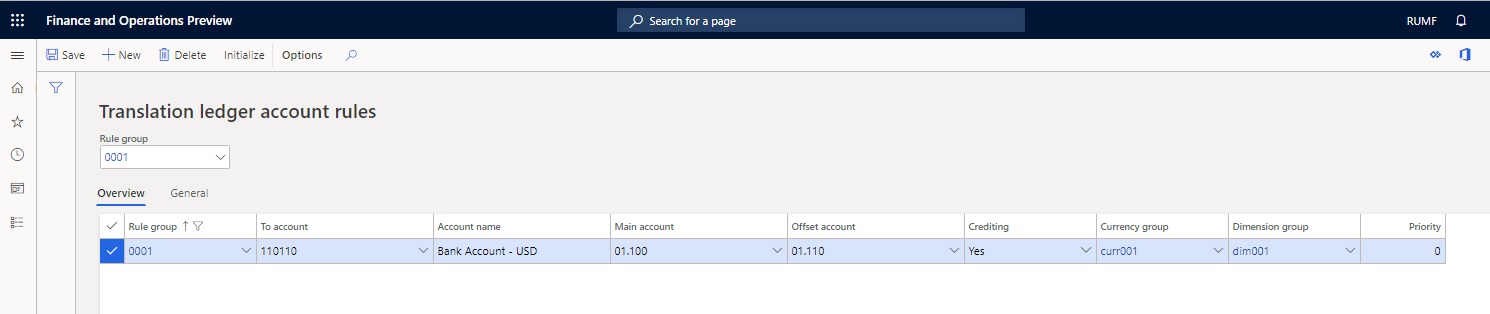 Finance and Operations Preview
Search for a page
RUMF
Save
New
Delete
Initialize
Options
Translation ledger account rules
Rule group
0001
Overview General
Rule group To account Account name Main account Offset account Crediting Currency group Dimension group Priority
0001 110110 Bank Account - USD 01.100 01.110 Yes curr001 dim001 0